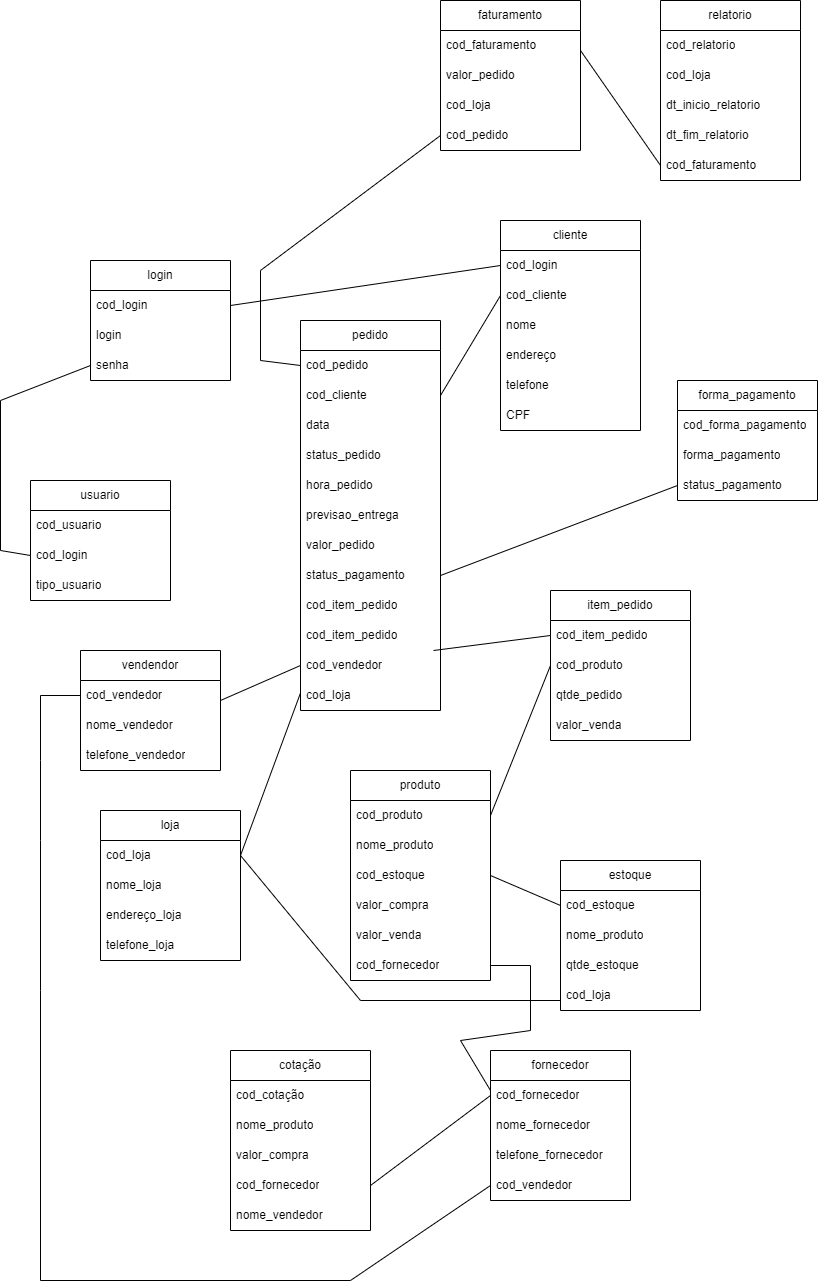 faturamento
cod_faturamento
valor_pedido
cod_loja
cod_pedido
relatorio
cod_relatorio
cod_loja
dt_inicio_relatorio
dt_fim_relatorio
cod_faturamento
cliente
cod_login
cod_cliente
nome
endereço
telefone
CPF
login
cod_login
login
senha
pedido
cod_pedido
cod_cliente
data
status_pedido
hora_pedido
previsao_entrega
valor_pedido
status_pagamento
cod_item_pedido
cod_item_pedido
cod_vendedor
cod_loja
forma_pagamento
cod_forma_pagamento
forma_pagamento
status_pagamento
usuario
cod_usuario
cod_login
tipo_usuario
item_pedido
cod_item_pedido
cod_produto
qtde_pedido
valor_venda
vendendor
cod_vendedor
nome_vendedor
telefone_vendedor
produto
cod_produto
nome_produto
cod_estoque
valor_compra
valor_venda
cod_fornecedor
loja
cod_loja
nome_loja
endereço_loja
telefone_loja
estoque
cod_estoque
nome_produto
qtde_estoque
cod_loja
cotação
cod_cotação
nome_produto
valor_compra
cod_fornecedor
nome_vendedor
fornecedor
cod_fornecedor
nome_fornecedor
telefone_fornecedor
cod_vendedor